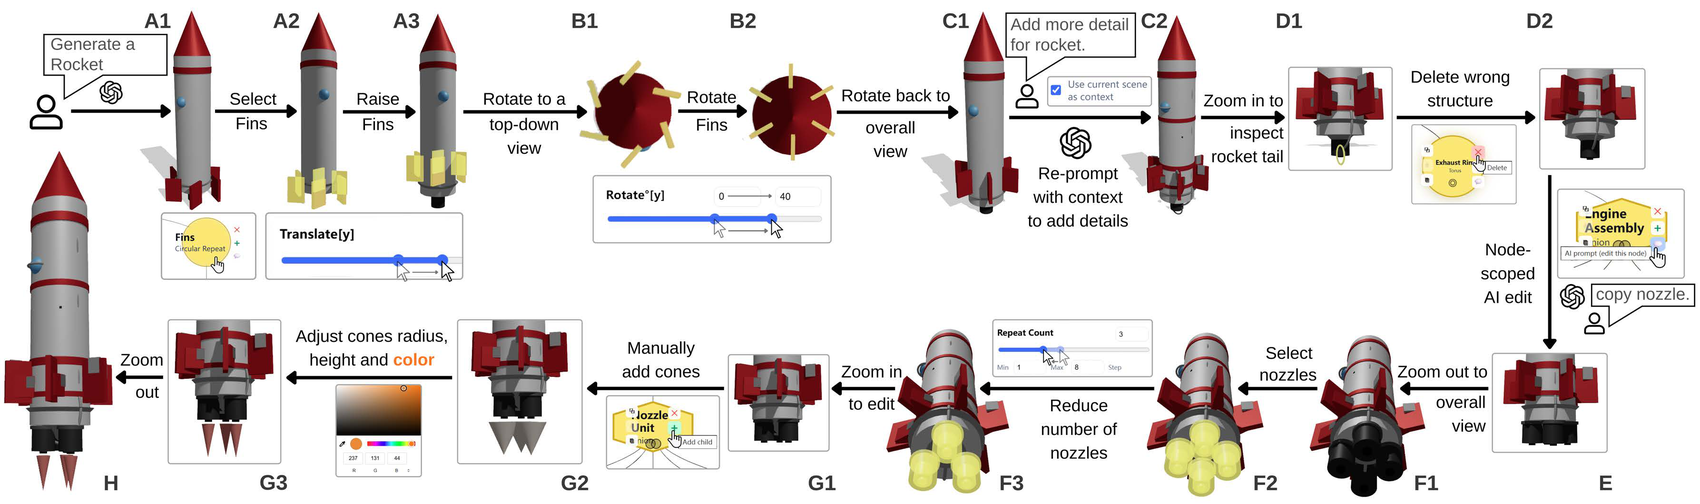 A1
A2
A3
B1
B2
C1
C2
D1
D2
Generate a
Rocket
Select
Fins
Raise
Fins
Rotate to a
top-down
view
Rotate
Fins
Rotate back to
overall
view
Add more detail
for rocket.
Use current scene
as context
Re-prompt
with context
to add details
Zoom in to
inspect
rocket tail
Delete wrong
structure
Exhaust Rin
Torus
Delete
Fins
Circular Repeat
Translate[y]
Rotate°[y]
0
40
Node-
scoped
AI edit
Engine
Assembly
nion
AI prompt (edit this node)
copy nozzle.
Zoom out to
overall
view
Select
nozzles
Repeat Count
3
Min 1
Max 8
Step
Reduce
number of
nozzles
Zoom in
to edit
Manually
add cones
Nozzle
Unit
nion
Add child
Adjust cones radius,
height and color
237
131
44
R
G
B
Zoom
out
H
G3
G2
G1
F3
F2
F1
E